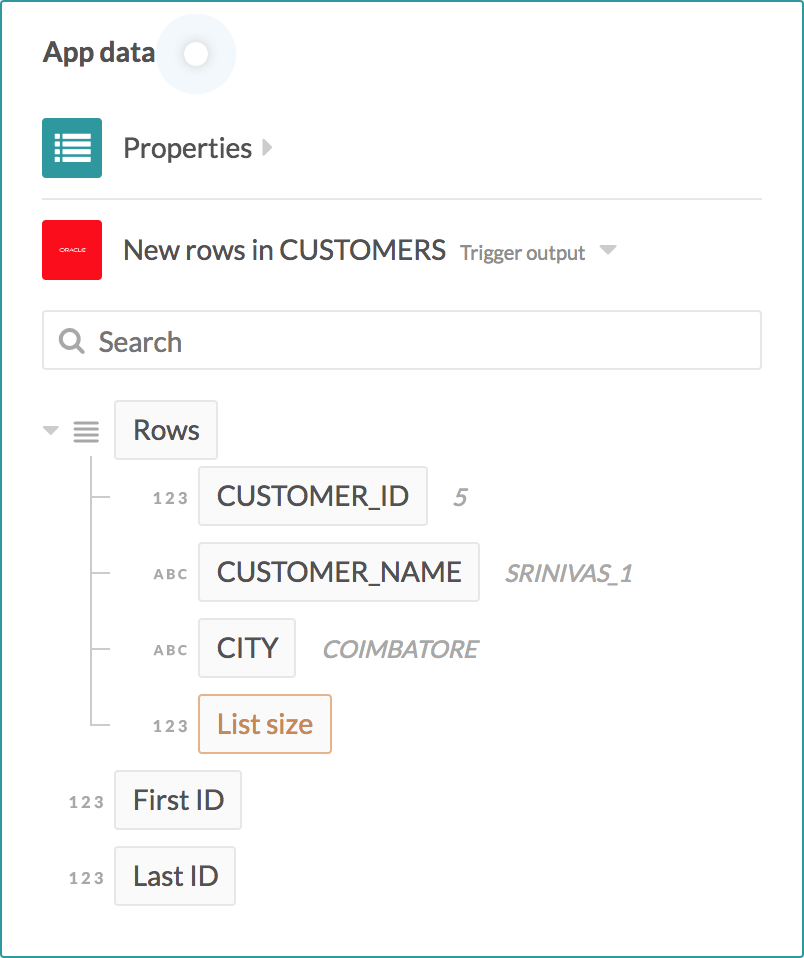 App data
Properties
ORACLE
New rows in CUSTOMERS Trigger output
Search
Rows
123 CUSTOMER_ID 5
ABC CUSTOMER_NAME SRINIVAS_1
ABC CITY COIMBATORE
123 List size
123 First ID
123 Last ID